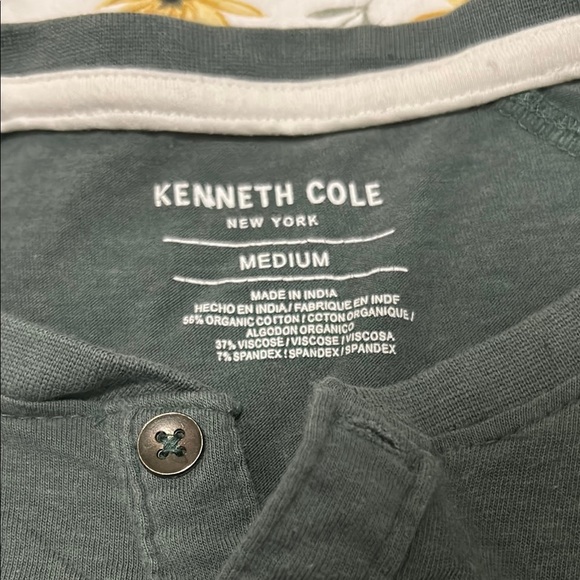 KENNETH COLE
NEW YORK
MEDIUM
MADE IN INDIA
HECHO EN INDIA / FABRIQUE EN INDE
56% ORGANIC COTTON / COTON ORGANIQUE /
ALGODON ORGANICO
37% VISCOSE / VISCOSE / VISCOSA
7% SPANDEX / SPANDEX / SPANDEX